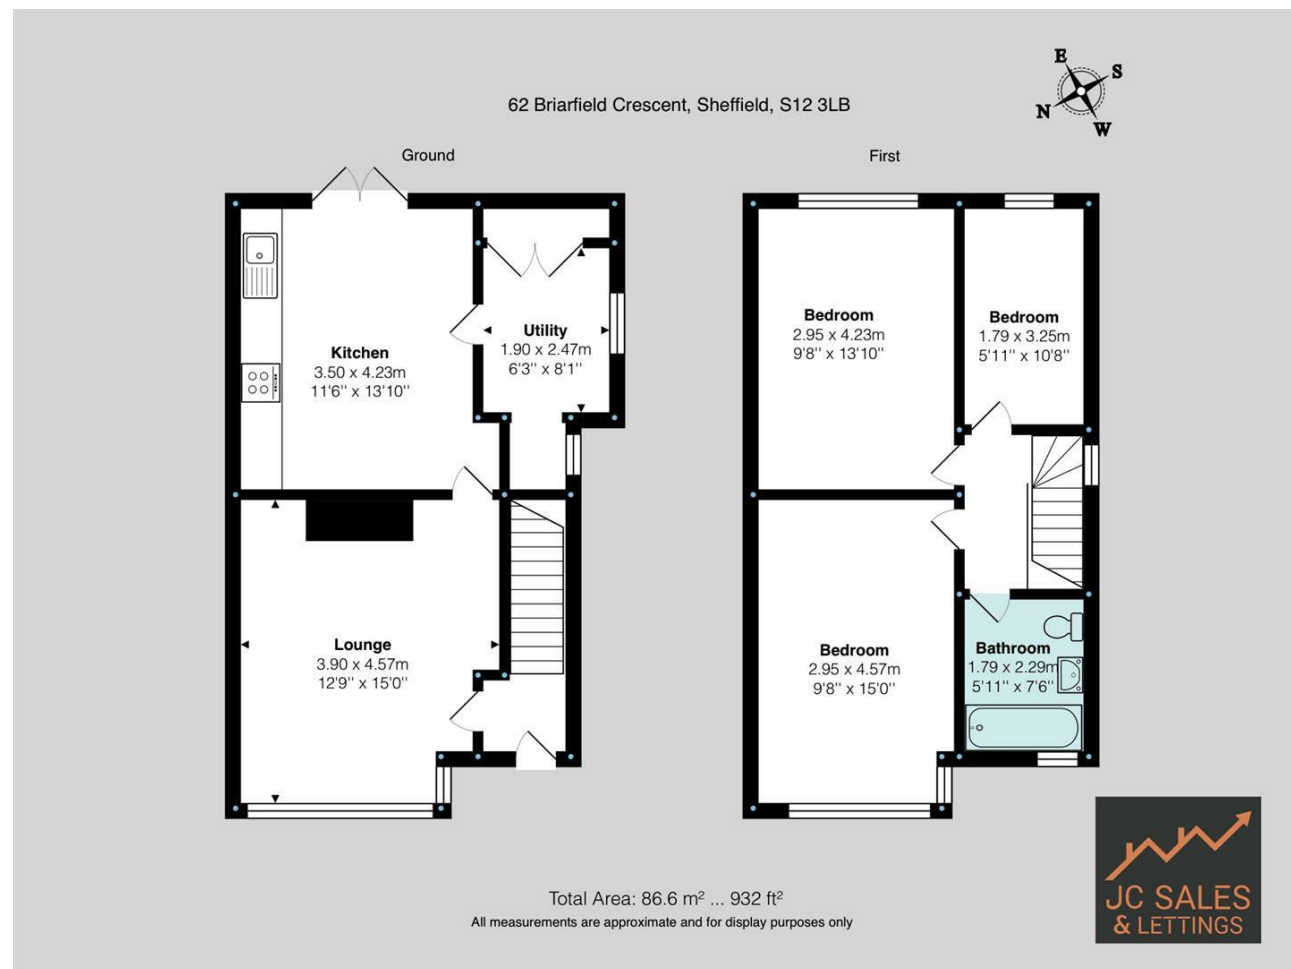 62 Briarfield Crescent, Sheffield, S12 3LB
E
S
N
W
Ground
First
Kitchen
3.50 x 4.23m
11'6" x 13'10"
Utility
1.90 x 2.47m
6'3" x 8'1"
Lounge
3.90 x 4.57m
12'9" x 15'0"
Bedroom
2.95 x 4.23m
9'8" x 13'10"
Bedroom
1.79 x 3.25m
5'11" x 10'8"
Bedroom
2.95 x 4.57m
9'8" x 15'0"
Bathroom
1.79 x 2.29m
5'11" x 7'6"
Total Area: 86.6 m² ... 932 ft²
All measurements are approximate and for display purposes only
JC SALES
& LETTINGS